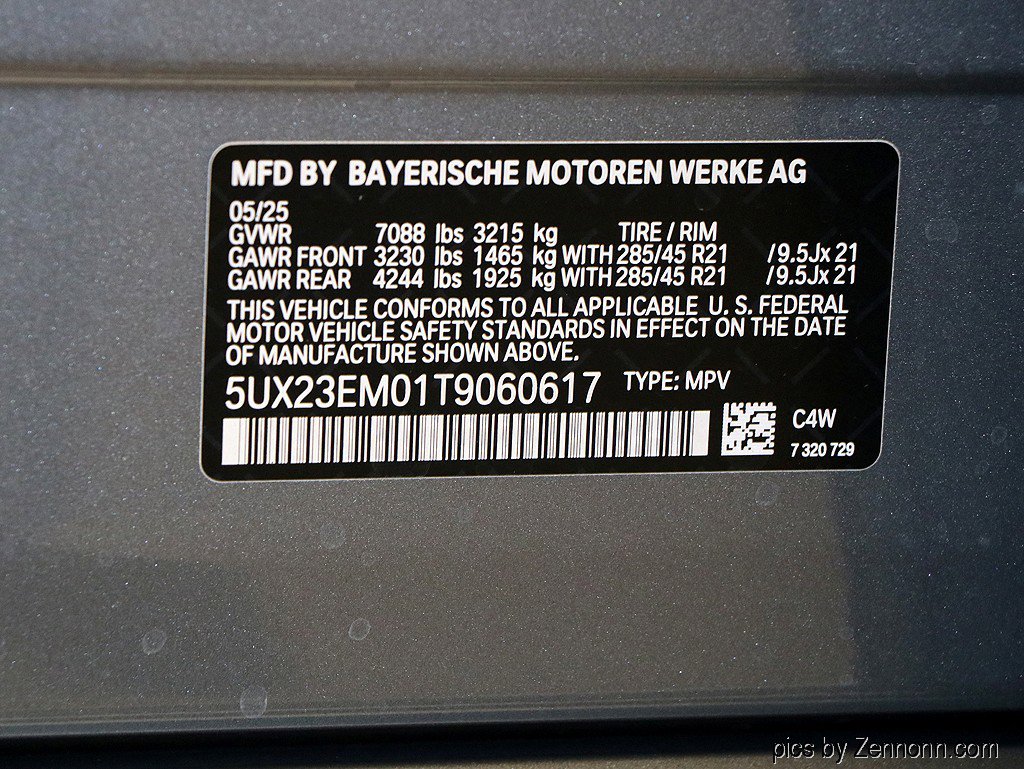 MFD BY BAYERISCHE MOTOREN WERKE AG
05/25
GVWR 7088 lbs 3215 kg TIRE / RIM
GAWR FRONT 3230 lbs 1465 kg WITH 285/45 R21 /9.5Jx 21
GAWR REAR 4244 lbs 1925 kg WITH 285/45 R21 /9.5Jx 21
THIS VEHICLE CONFORMS TO ALL APPLICABLE U. S. FEDERAL
MOTOR VEHICLE SAFETY STANDARDS IN EFFECT ON THE DATE
OF MANUFACTURE SHOWN ABOVE.
5UX23EM01T9060617 TYPE: MPV
C4W
7 320 729
pics by Zennonn.com